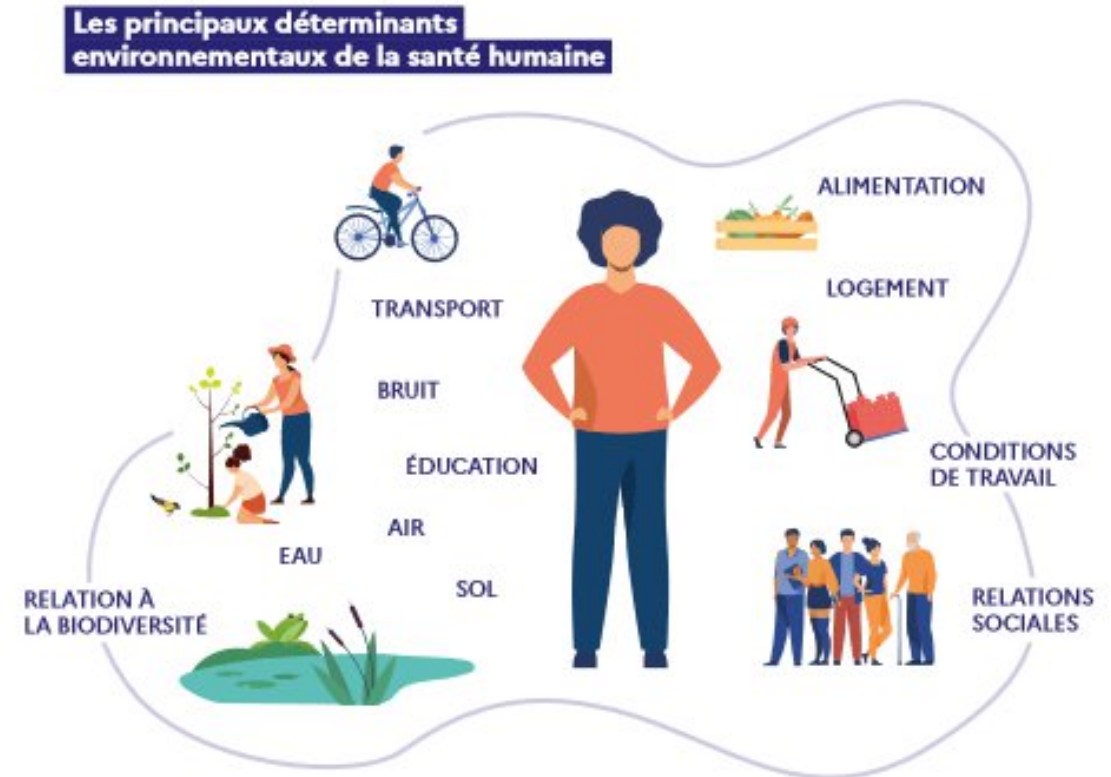 Les principaux déterminants
environnementaux de la santé humaine
ALIMENTATION
LOGEMENT
TRANSPORT
BRUIT
ÉDUCATION
CONDITIONS
DE TRAVAIL
AIR
EAU
SOL
RELATION À
LA BIODIVERSITÉ
RELATIONS
SOCIALES